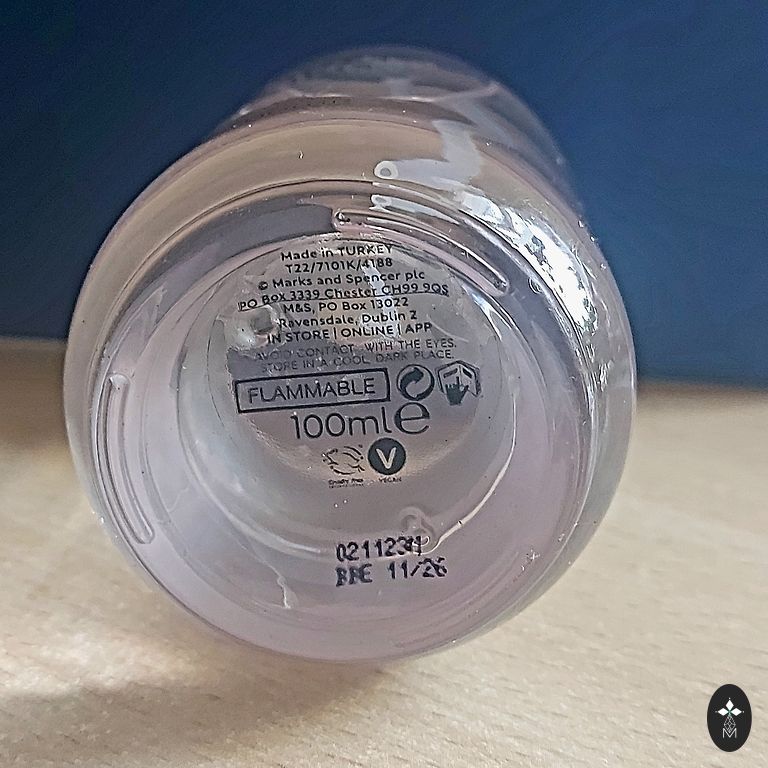 Made in TURKEY
T22/7101K/4188
© Marks and Spencer plc
PO Box 3339 Chester CH99 9QS
M&S, PO Box 13022
Ravensdale, Dublin 2
IN STORE | ONLINE | APP
AVOID CONTACT WITH THE EYES.
STORE IN A COOL, DARK PLACE.
FLAMMABLE
100ml e
Cruelty Free
V
VEGAN
BBE 11/26
M